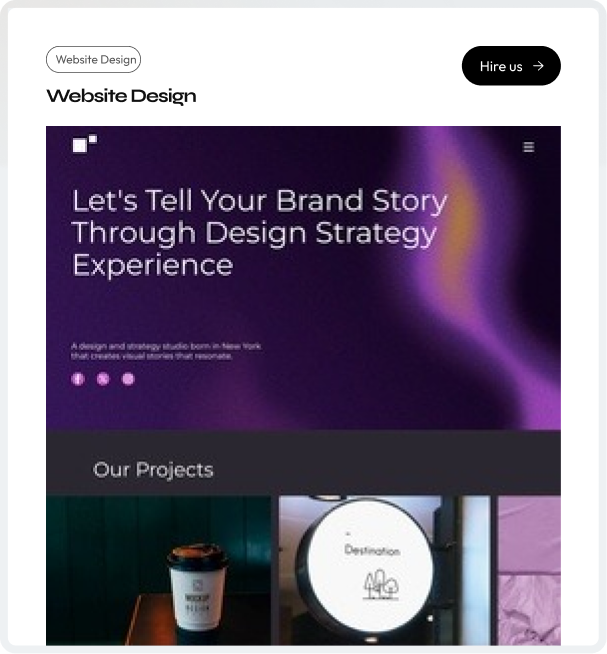 Website Design
Hire us
Website Design
Let's Tell Your Brand Story
Through Design Strategy
Experience
A design and strategy studio born in New York
that creates visual stories that resonate.
Our Projects
MOCKUP
DESIGN
Destination